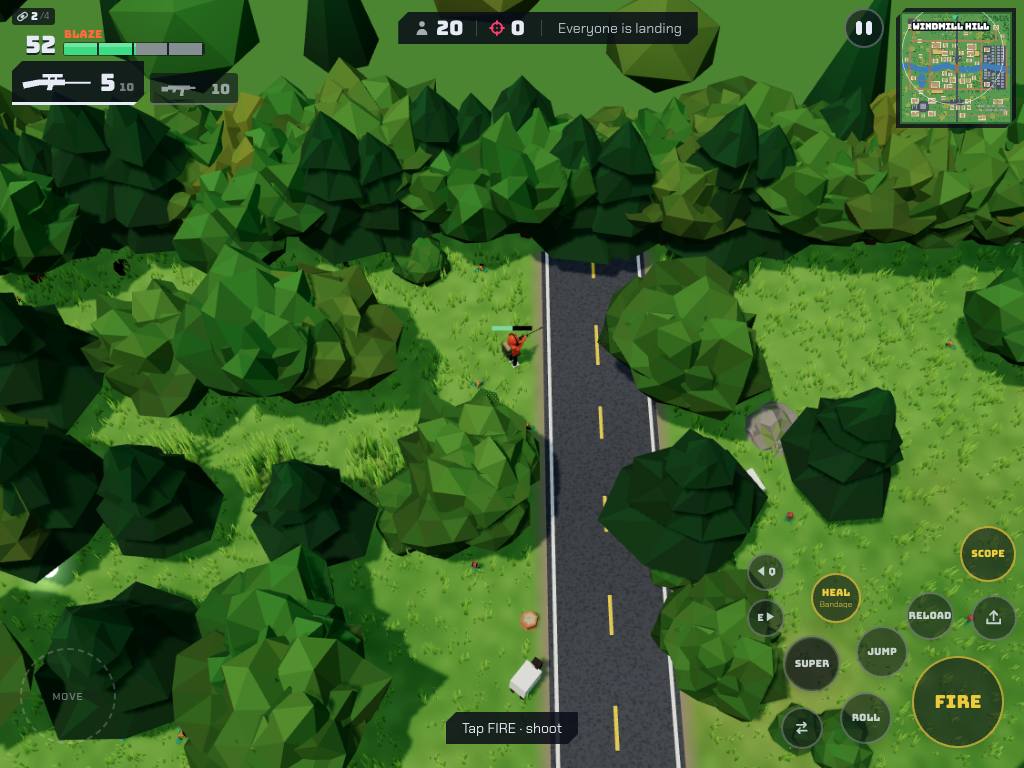 2/4
BLAZE
52
5 10
10
20
0
Everyone is landing
WINDMILL HILL
SCOPE
Q
HEAL
Bandage
E
RELOAD
JUMP
SUPER
MOVE
FIRE
ROLL
Tap FIRE · shoot